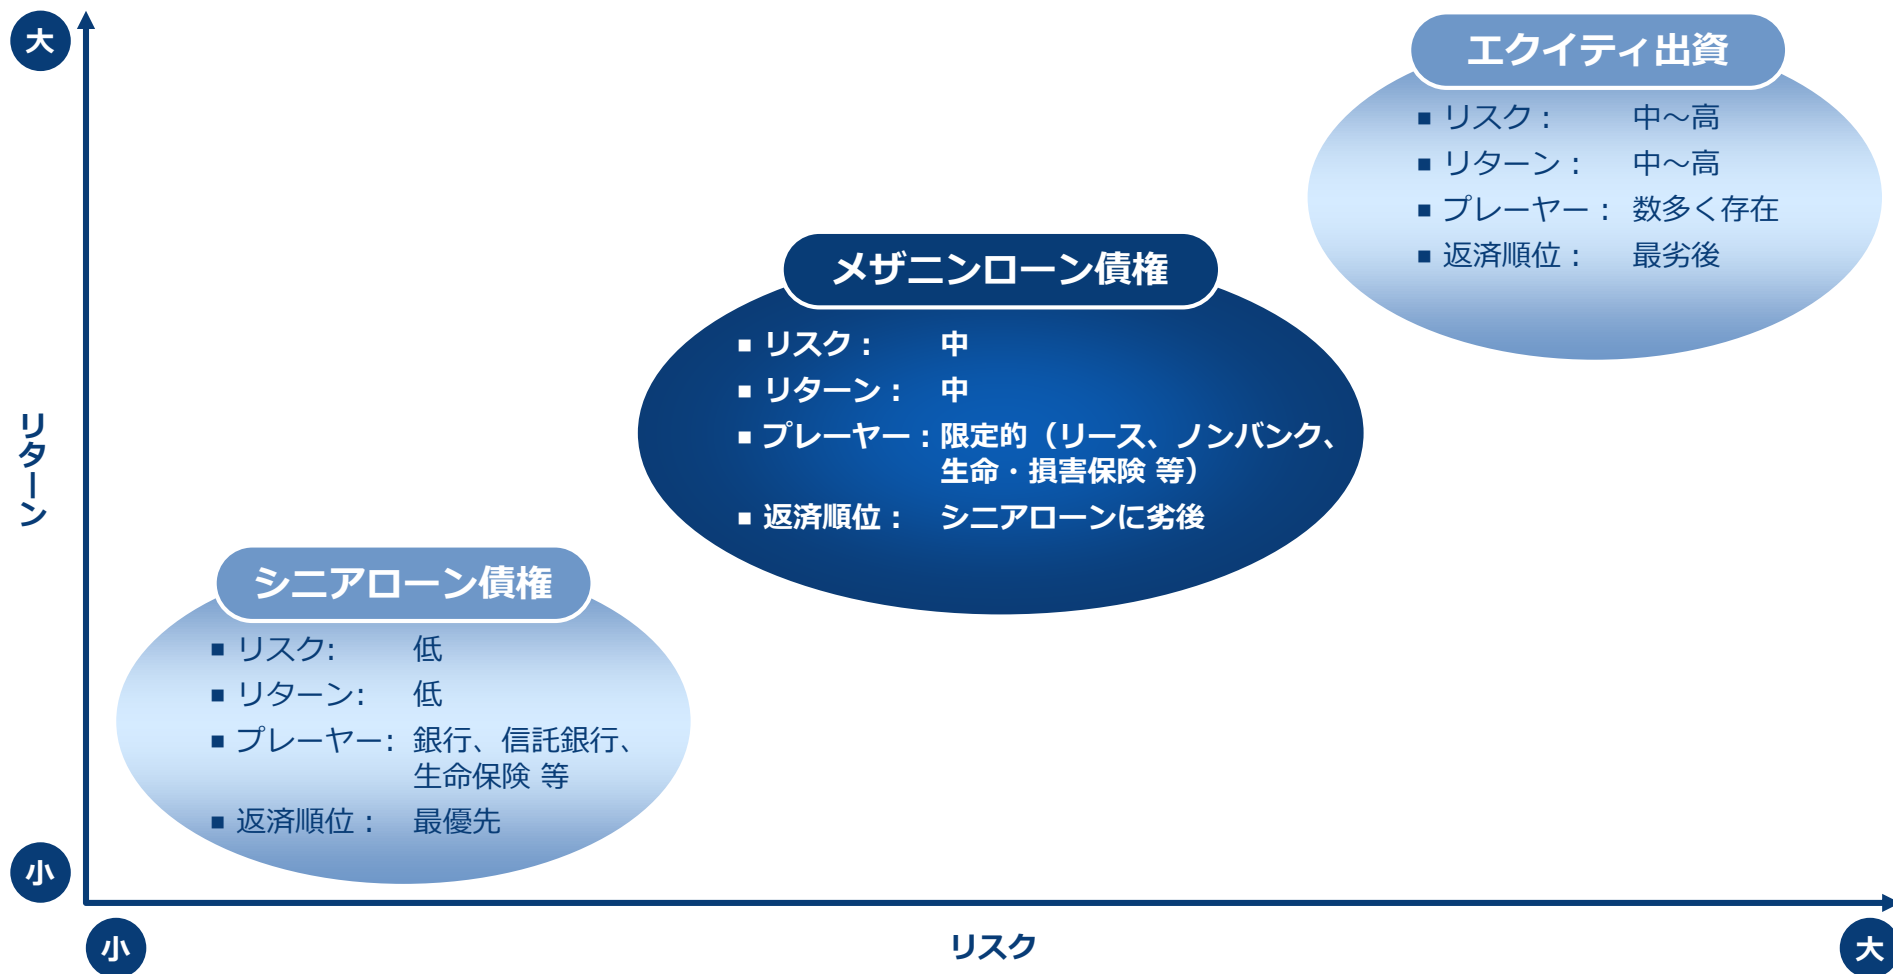 大
リターン
小
小
リスク
大
エクイティ出資
■ リスク： 中～高
■ リターン： 中～高
■ プレーヤー： 数多く存在
■ 返済順位： 最劣後
メザニンローン債権
■ リスク： 中
■ リターン： 中
■ プレーヤー：限定的（リース、ノンバンク、
生命・損害保険 等）
■ 返済順位： シニアローンに劣後
シニアローン債権
■ リスク: 低
■ リターン: 低
■ プレーヤー: 銀行、信託銀行、
生命保険 等
■ 返済順位： 最優先